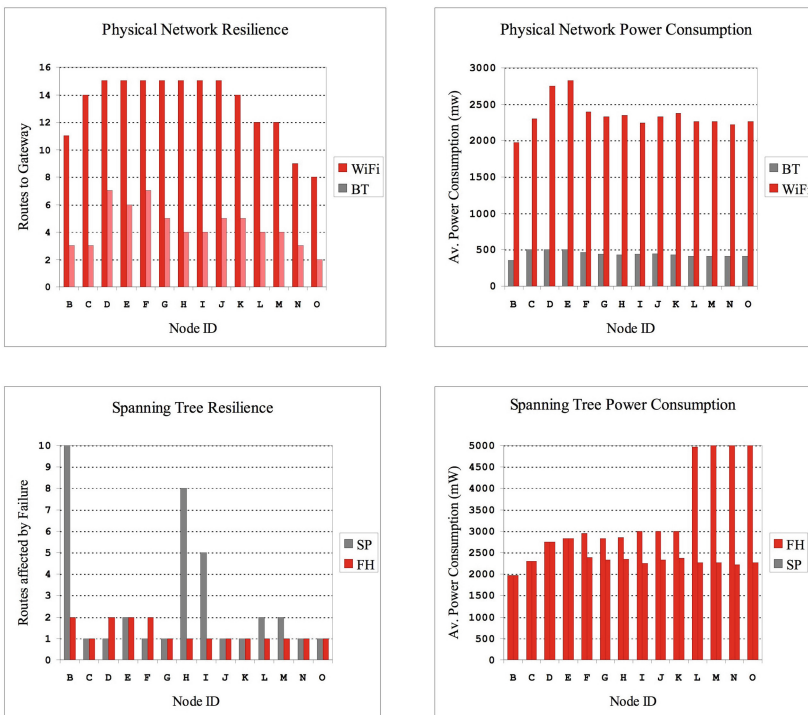 Physical Network Resilience
16
14
12
10
8
6
4
2
0
Routes to Gateway
B C D E F G H I J K L M N O
Node ID
WiFi
BT
Physical Network Power Consumption
3000
2500
2000
1500
1000
500
0
Av. Power Consumption (mw)
B C D E F G H I J K L M N O
Node ID
BT
WiFi
Spanning Tree Resilience
10
9
8
7
6
5
4
3
2
1
0
Routes affected by Failure
B C D E F G H I J K L M N O
Node ID
SP
FH
Spanning Tree Power Consumption
5000
4500
4000
3500
3000
2500
2000
1500
1000
500
0
Av. Power Consumption (mW)
B C D E F G H I J K L M N O
Node ID
FH
SP